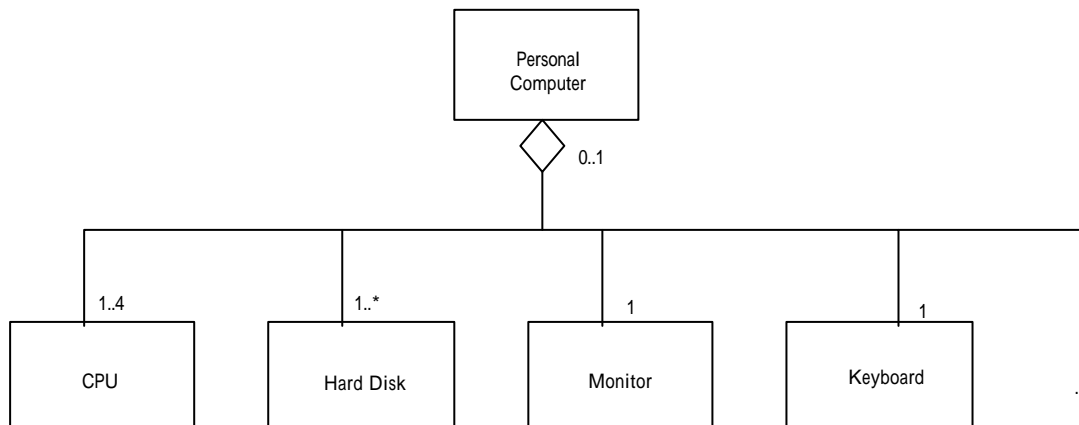 Personal
Computer
0..1
1..4
1..*
1
1
CPU
Hard Disk
Monitor
Keyboard
.